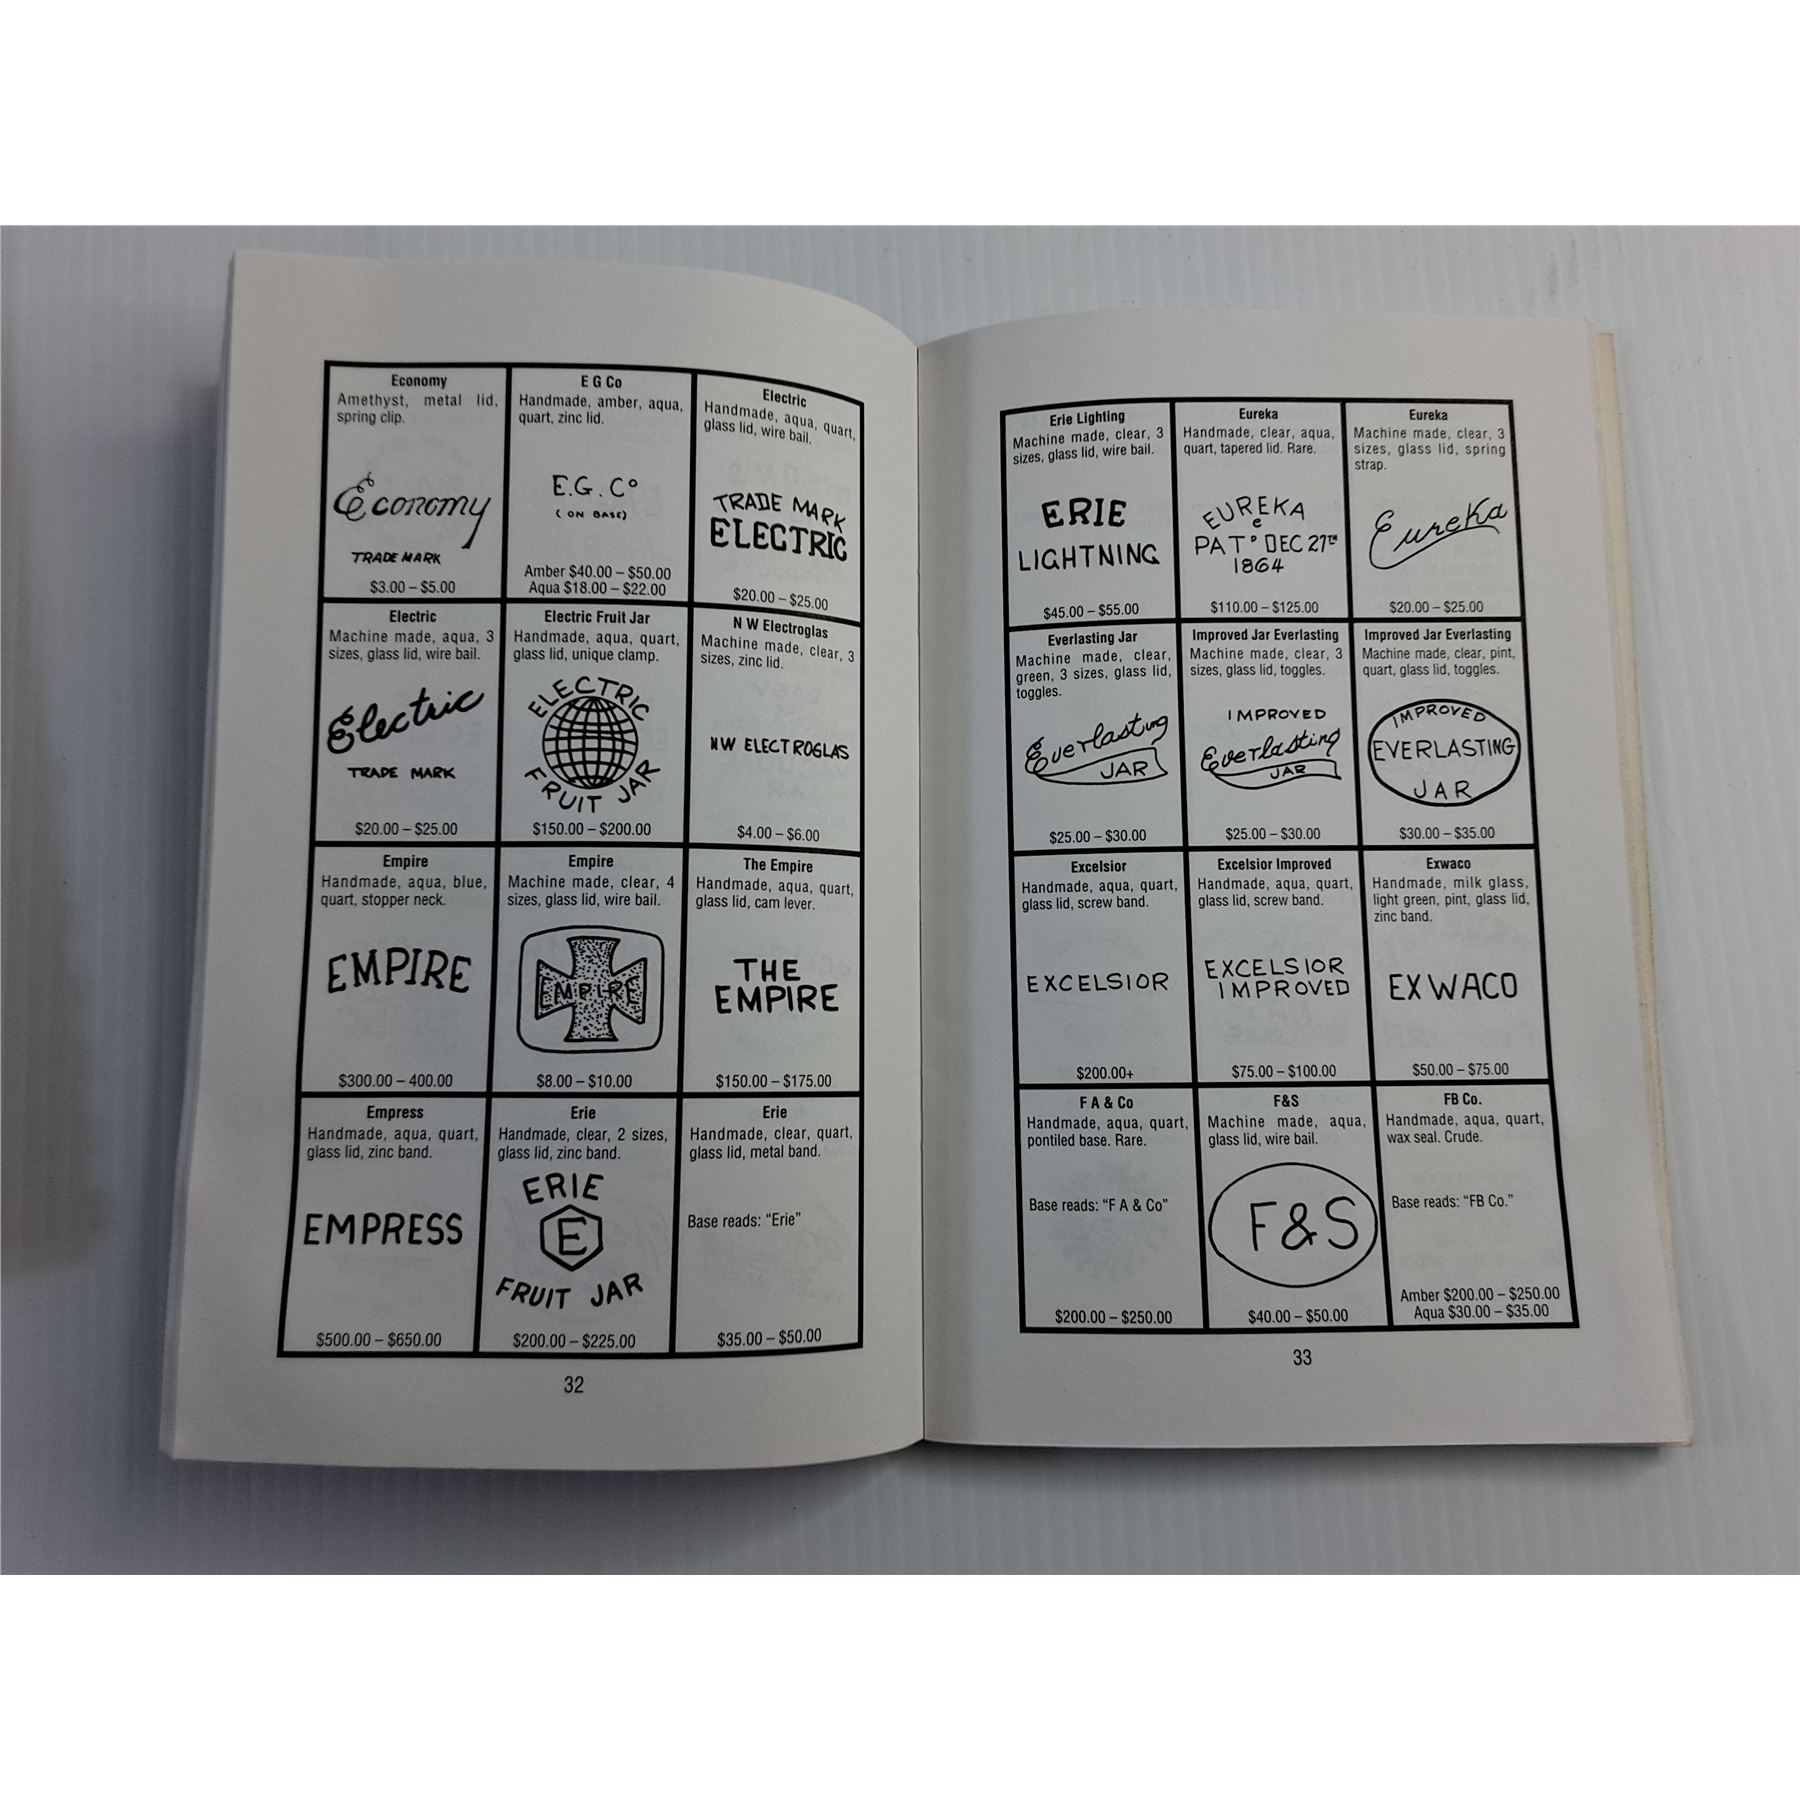 Economy
Amethyst, metal lid,
spring clip.
Economy
TRADE MARK
$3.00 – $5.00
E G Co
Handmade, amber, aqua,
quart, zinc lid.
E.G. Co
(ON BASE)
Amber $40.00 – $50.00
Aqua $18.00 – $22.00
Electric
Handmade, aqua, quart,
glass lid, wire bail.
TRADE MARK
ELECTRIC
$20.00 – $25.00
Electric
Machine made, aqua, 3
sizes, glass lid, wire bail.
Electric
TRADE MARK
$20.00 – $25.00
Electric Fruit Jar
Handmade, aqua, quart,
glass lid, unique clamp.
ELECTRIC
FRUIT JAR
$150.00 – $200.00
N W Electroglas
Machine made, clear, 3
sizes, zinc lid.
NW ELECTROGLAS
$4.00 – $6.00
Empire
Handmade, aqua, blue,
quart, stopper neck.
EMPIRE
$300.00 – 400.00
Empire
Machine made, clear, 4
sizes, glass lid, wire bail.
EMPIRE
$8.00 – $10.00
The Empire
Handmade, aqua, quart,
glass lid, cam lever.
THE
EMPIRE
$150.00 – $175.00
Empress
Handmade, aqua, quart,
glass lid, zinc band.
EMPRESS
$500.00 – $650.00
Erie
Handmade, clear, 2 sizes,
glass lid, zinc band.
ERIE
E
FRUIT JAR
$200.00 – $225.00
Erie
Handmade, clear, quart,
glass lid, metal band.
Base reads: “Erie”
$35.00 – $50.00
32
Erie Lighting
Machine made, clear, 3
sizes, glass lid, wire bail.
ERIE
LIGHTNING
$45.00 – $55.00
Eureka
Handmade, clear, aqua,
quart, tapered lid. Rare.
EUREKA
e
PAT° DEC 27TH
1864
$110.00 – $125.00
Eureka
Machine made, clear, 3
sizes, glass lid, spring
strap.
Eureka
$20.00 – $25.00
Everlasting Jar
Machine made, clear,
green, 3 sizes, glass lid,
toggles.
Everlasting
JAR
$25.00 – $30.00
Improved Jar Everlasting
Machine made, clear, 3
sizes, glass lid, toggles.
IMPROVED
Everlasting
JAR
$25.00 – $30.00
Improved Jar Everlasting
Machine made, clear, pint,
quart, glass lid, toggles.
IMPROVED
EVERLASTING
JAR
$30.00 – $35.00
Excelsior
Handmade, aqua, quart,
glass lid, screw band.
EXCELSIOR
$200.00+
Excelsior Improved
Handmade, aqua, quart,
glass lid, screw band.
EXCELSIOR
IMPROVED
$75.00 – $100.00
Exwaco
Handmade, milk glass,
light green, pint, glass lid,
zinc band.
EXWACO
$50.00 – $75.00
F A & Co
Handmade, aqua, quart,
pontiled base. Rare.
Base reads: “F A & Co”
$200.00 – $250.00
F&S
Machine made, aqua,
glass lid, wire bail.
F&S
$40.00 – $50.00
FB Co.
Handmade, aqua, quart,
wax seal. Crude.
Base reads: “FB Co.”
Amber $200.00 – $250.00
Aqua $30.00 – $35.00
33